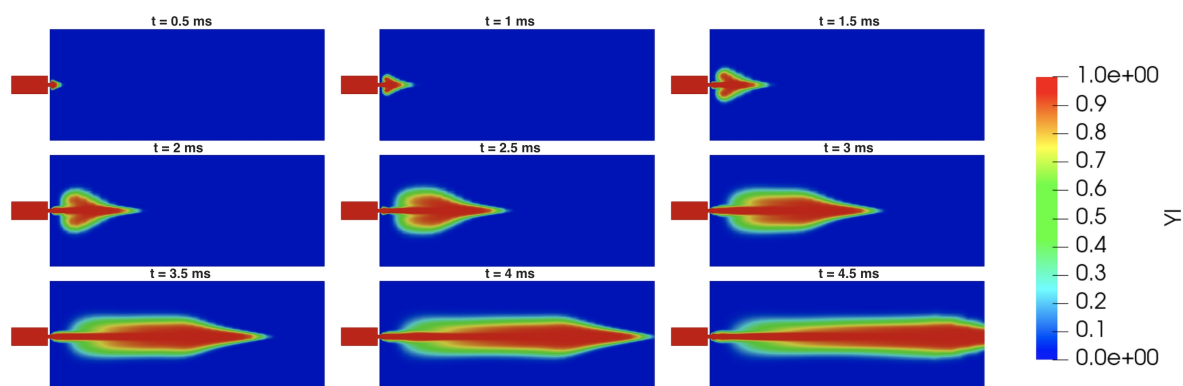 t = 0.5 ms
t = 1 ms
t = 1.5 ms
t = 2 ms
t = 2.5 ms
t = 3 ms
t = 3.5 ms
t = 4 ms
t = 4.5 ms
1.0e+00
0.9
0.8
0.7
0.6
0.5
0.4
0.3
0.2
0.1
0.0e+00
Yl